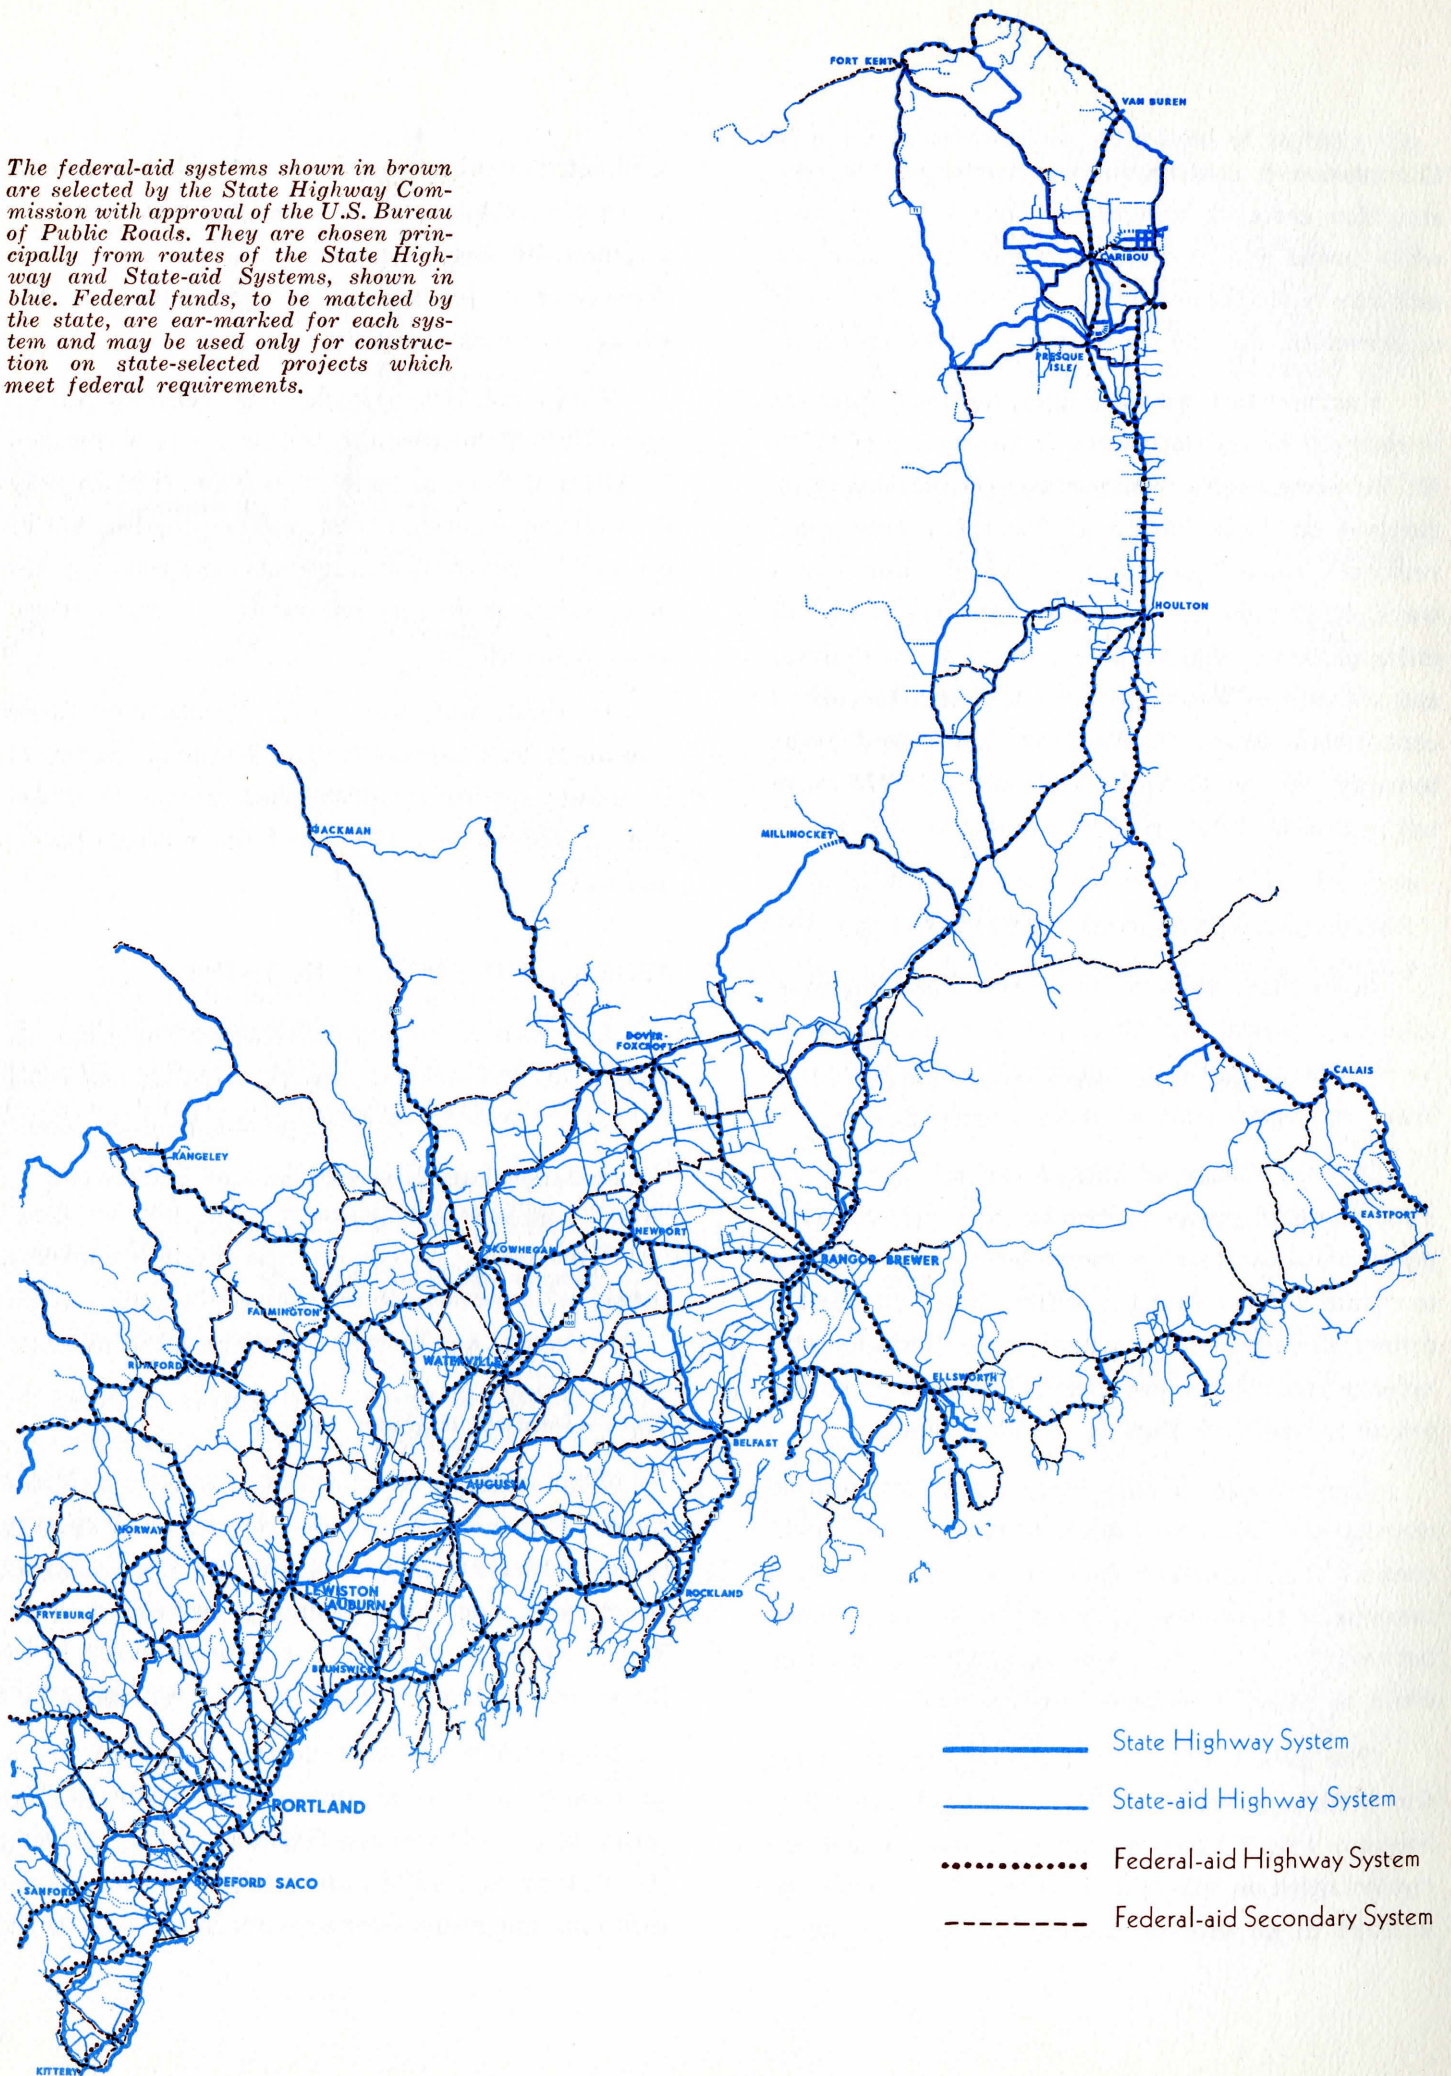 The federal-aid systems shown in brown
are selected by the State Highway Com-
mission with approval of the U.S. Bureau
of Public Roads. They are chosen prin-
cipally from routes of the State High-
way and State-aid Systems, shown in
blue. Federal funds, to be matched by
the state, are ear-marked for each sys-
tem and may be used only for construc-
tion on state-selected projects which
meet federal requirements.
FORT KENT
VAN BUREN
CARIBOU
PRESQUE
ISLE
HOULTON
JACKMAN
MILLINOCKET
DOVER-
FOXCROFT
CALAIS
RANGELEY
EASTPORT
NEWPORT
SKOWHEGAN
BANGOR BREWER
FARMINGTON
RUMFORD
WATERVILLE
ELLSWORTH
BELFAST
AUGUSTA
NORWAY
LEWISTON
AUBURN
ROCKLAND
FRYEBURG
BRUNSWICK
PORTLAND
BIDDEFORD SACO
SANFORD
KITTERY
State Highway System
State-aid Highway System
Federal-aid Highway System
Federal-aid Secondary System